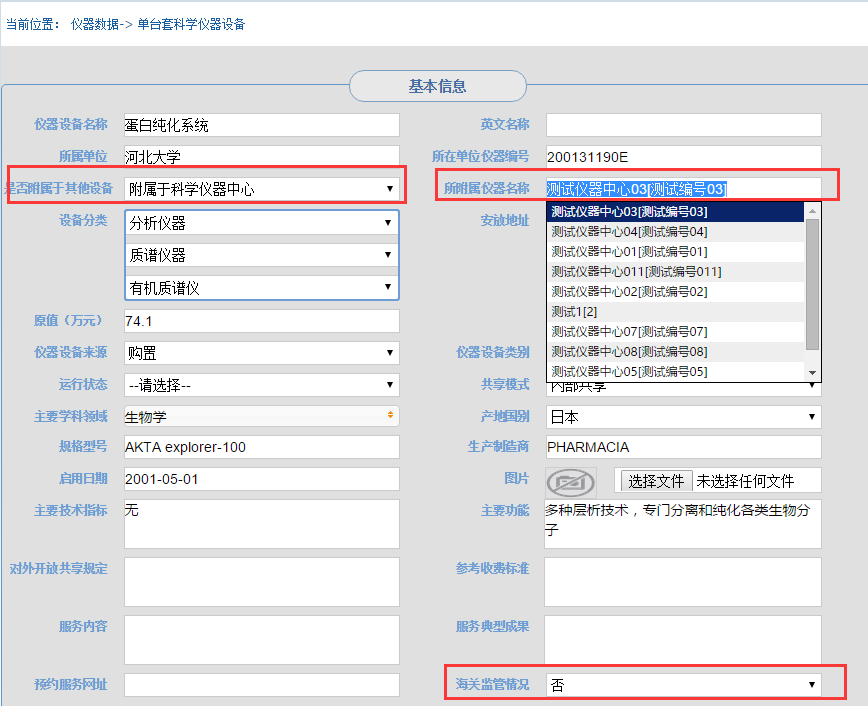 当前位置： 仪器数据-> 单台套科学仪器设备
基本信息
仪器设备名称 蛋白纯化系统 英文名称
所属单位 河北大学 所在单位仪器编号 200131190E
是否附属于其他设备 附属于科学仪器中心 所附属仪器名称 测试仪器中心03[测试编号03]
设备分类 分析仪器 安放地址
质谱仪器
有机质谱仪
测试仪器中心03[测试编号03]
测试仪器中心04[测试编号04]
测试仪器中心01[测试编号01]
测试仪器中心011[测试编号011]
测试仪器中心02[测试编号02]
测试1[2]
测试仪器中心07[测试编号07]
测试仪器中心08[测试编号08]
测试仪器中心05[测试编号05]
原值（万元） 74.1
仪器设备来源 购置 仪器设备类别
运行状态 --请选择-- 共享模式 内部共享
主要学科领域 生物学 产地国别 日本
规格型号 AKTA explorer-100 生产制造商 PHARMACIA
启用日期 2001-05-01 图片 选择文件 未选择任何文件
主要技术指标 无 主要功能 多种层析技术，专门分离和纯化各类生物分
子
对外开放共享规定 参考收费标准
服务内容 服务典型成果
预约服务网址 海关监管情况 否